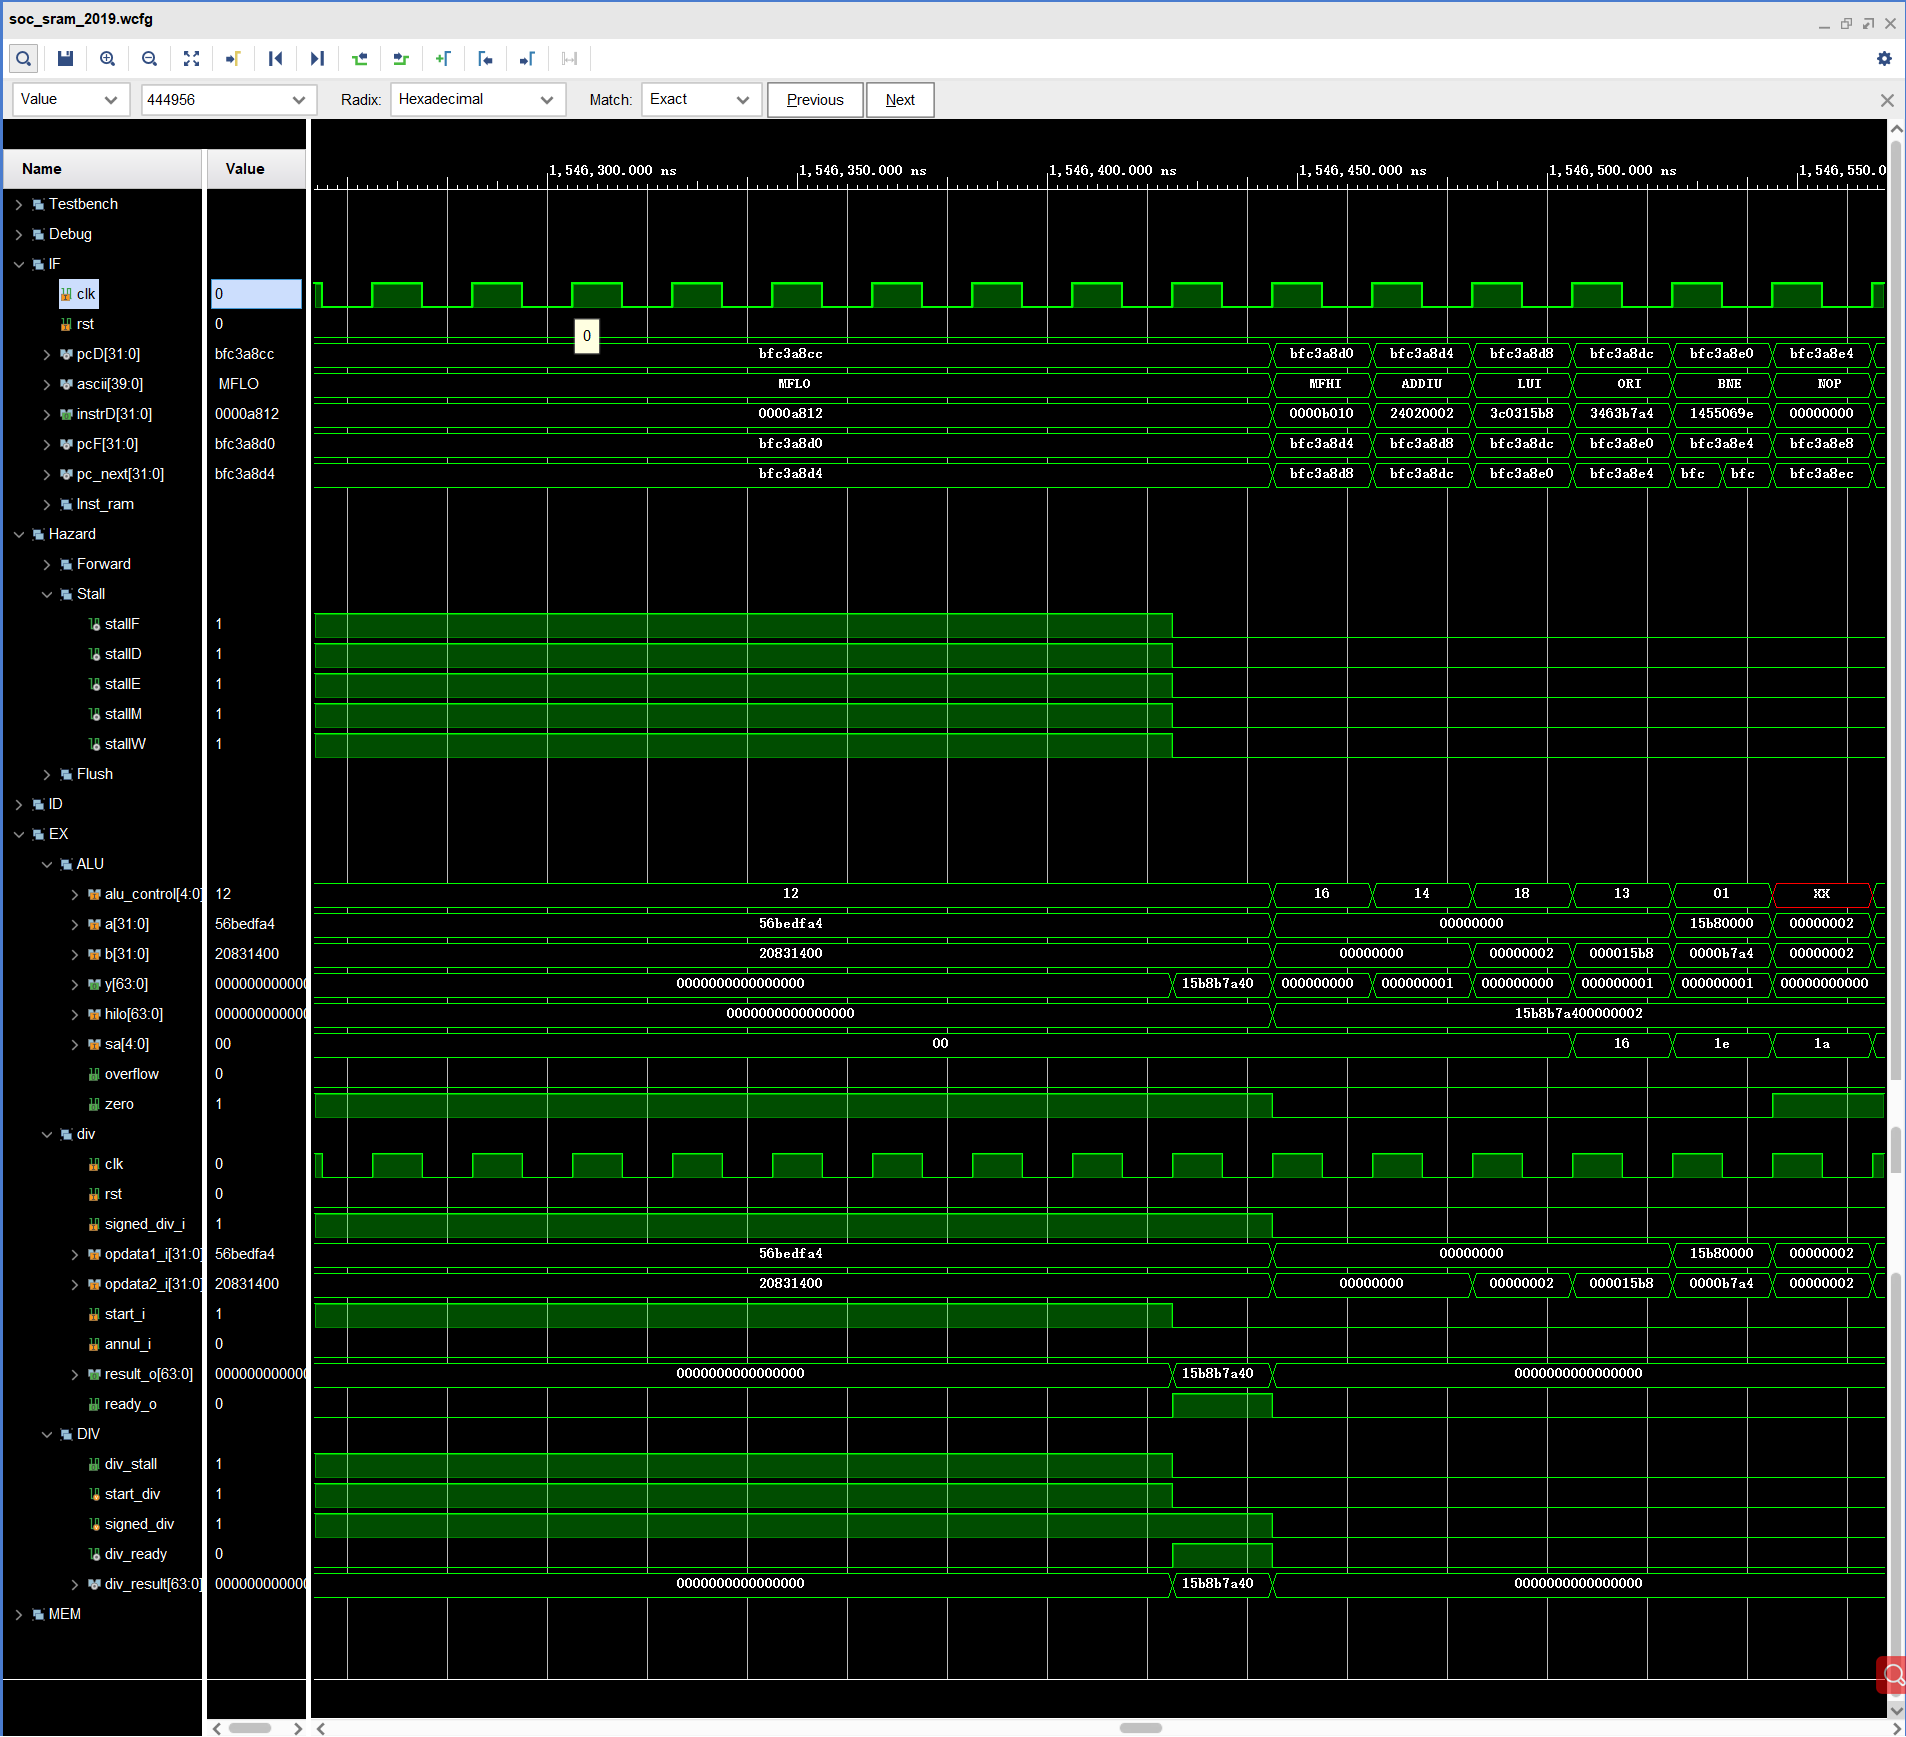 soc_sram_2019.wcfg
Value 444956 Radix: Hexadecimal Match: Exact Previous Next
Name Value 1,546,300.000 ns 1,546,350.000 ns 1,546,400.000 ns 1,546,450.000 ns 1,546,500.000 ns 1,546,550.0
Testbench
Debug
IF
clk 0
rst 0 0
pcD[31:0] bfc3a8cc bfc3a8cc bfc3a8d0 bfc3a8d4 bfc3a8d8 bfc3a8dc bfc3a8e0 bfc3a8e4
ascii[39:0] MFLO MFLO MFHI ADDIU LUI ORI BNE NOP
instrD[31:0] 0000a812 0000a812 0000b010 24020002 3c0315b8 3463b7a4 1455069e 00000000
pcF[31:0] bfc3a8d0 bfc3a8d0 bfc3a8d4 bfc3a8d8 bfc3a8dc bfc3a8e0 bfc3a8e4 bfc3a8e8
pc_next[31:0] bfc3a8d4 bfc3a8d4 bfc3a8d8 bfc3a8dc bfc3a8e0 bfc3a8e4 bfc bfc bfc3a8ec
Inst_ram
Hazard
Forward
Stall
stallF 1
stallD 1
stallE 1
stallM 1
stallW 1
Flush
ID
EX
ALU
alu_control[4:0] 12 12 16 14 18 13 01 XX
a[31:0] 56bedfa4 56bedfa4 00000000 15b80000 00000002
b[31:0] 20831400 20831400 00000000 00000002 000015b8 0000b7a4 00000002
y[63:0] 000000000000 0000000000000000 15b8b7a40 000000000 000000001 000000000 000000001 000000001 00000000000
hilo[63:0] 000000000000 0000000000000000 15b8b7a400000002
sa[4:0] 00 00 16 1e 1a
overflow 0
zero 1
div
clk 0
rst 0
signed_div_i 1
opdata1_i[31:0] 56bedfa4 56bedfa4 00000000 15b80000 00000002
opdata2_i[31:0] 20831400 20831400 00000000 00000002 000015b8 0000b7a4 00000002
start_i 1
annul_i 0
result_o[63:0] 000000000000 0000000000000000 15b8b7a40 0000000000000000
ready_o 0
DIV
div_stall 1
start_div 1
signed_div 1
div_ready 0
div_result[63:0] 000000000000 0000000000000000 15b8b7a40 0000000000000000
MEM